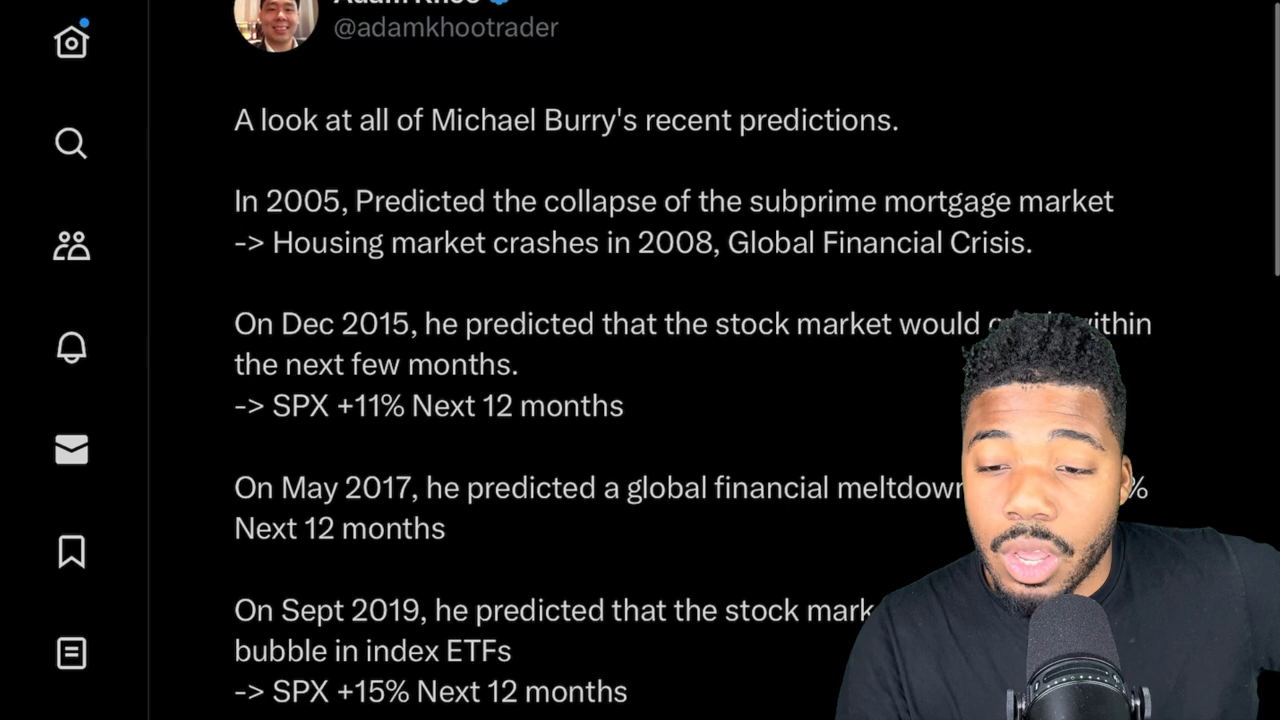 @adamkhootrader
A look at all of Michael Burry's recent predictions.
In 2005, Predicted the collapse of the subprime mortgage market
-> Housing market crashes in 2008, Global Financial Crisis.
On Dec 2015, he predicted that the stock market would within
the next few months.
-> SPX +11% Next 12 months
On May 2017, he predicted a global financial meltdown %
Next 12 months
On Sept 2019, he predicted that the stock
bubble in index ETFs
-> SPX +15% Next 12 months